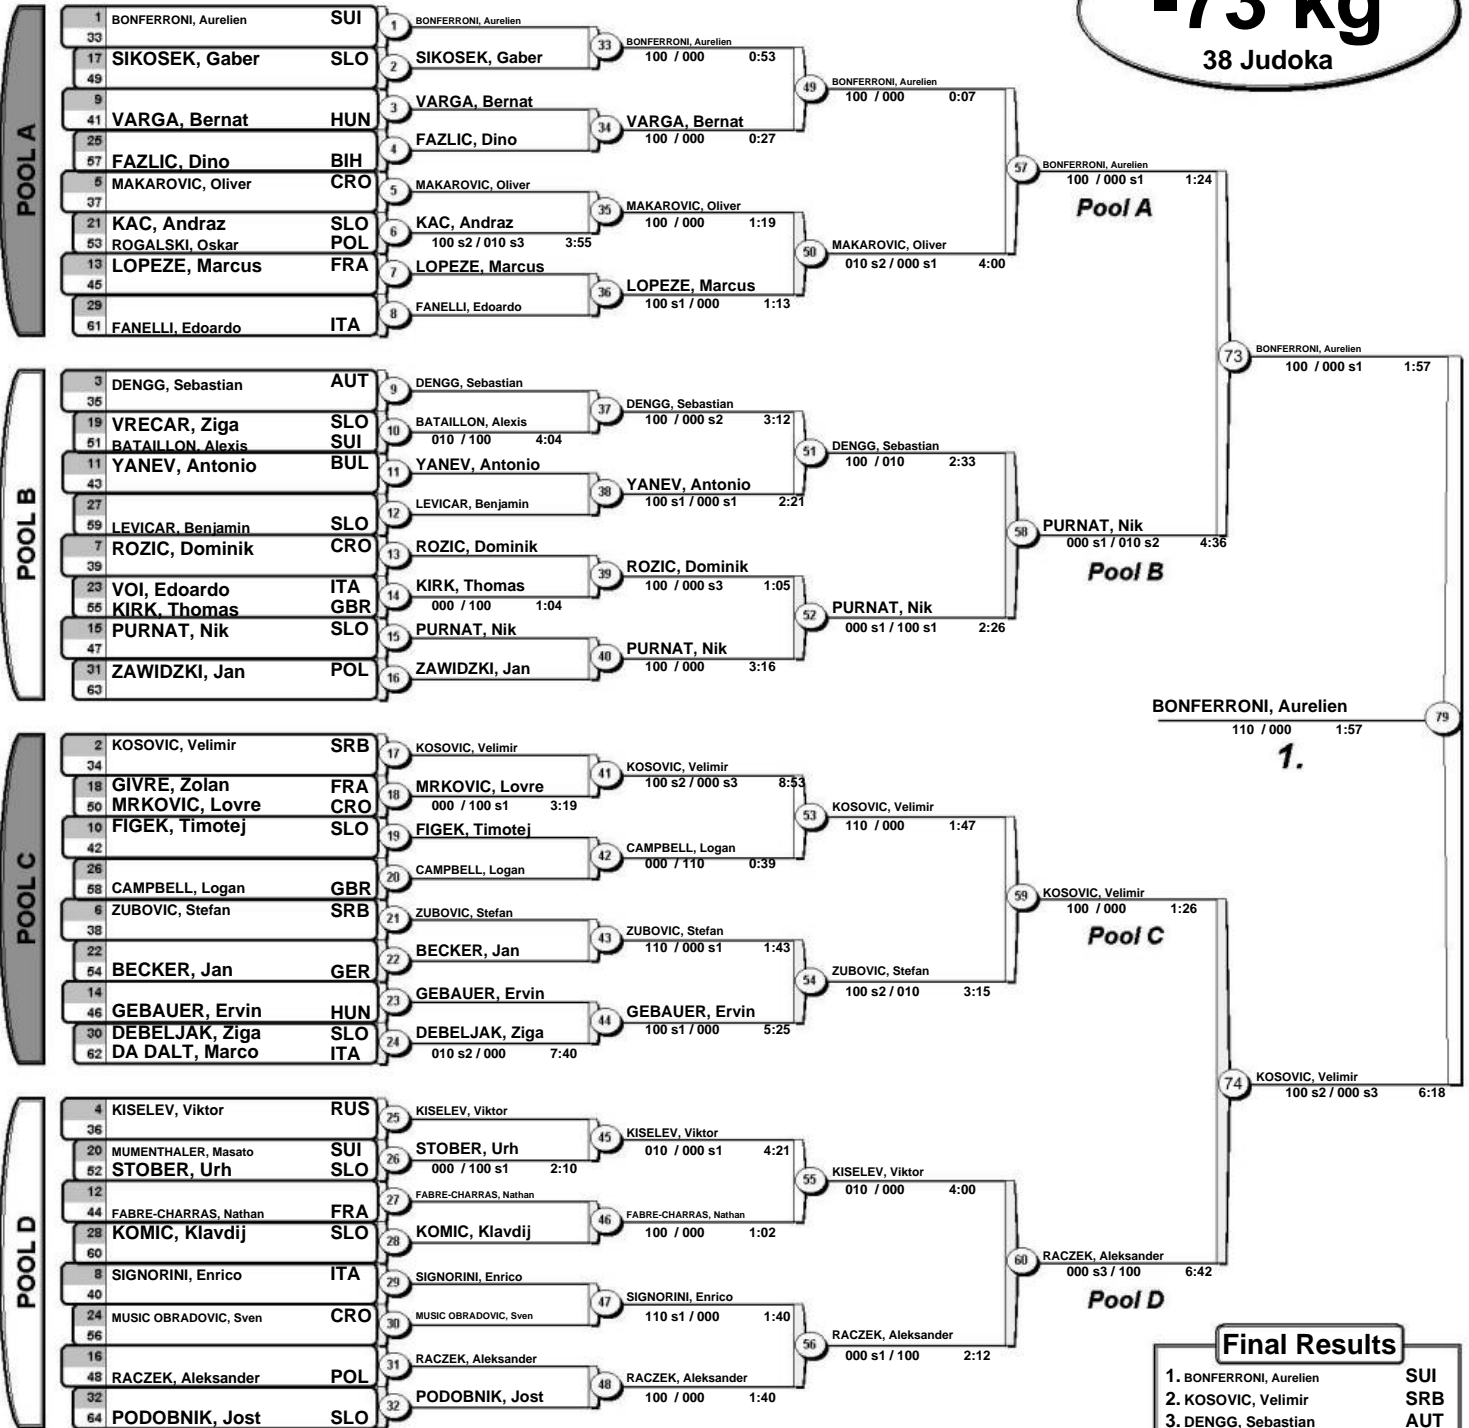 -73 kg
38 Judoka
POOL A
1 BONFERRONI, Aurelien SUI
33
17 SIKOSEK, Gaber SLO
49
9
41 VARGA, Bernat HUN
25
57 FAZLIC, Dino BIH
5 MAKAROVIC, Oliver CRO
37
21 KAC, Andraz SLO
53 ROGALSKI, Oskar POL
13 LOPEZE, Marcus FRA
45
29
61 FANELLI, Edoardo ITA
1 BONFERRONI, Aurelien
2 SIKOSEK, Gaber
3 VARGA, Bernat
4 FAZLIC, Dino
5 MAKAROVIC, Oliver
6 KAC, Andraz
100 s2 / 010 s3 3:55
7 LOPEZE, Marcus
8 FANELLI, Edoardo
33 BONFERRONI, Aurelien
100 / 000 0:53
34 VARGA, Bernat
100 / 000 0:27
35 MAKAROVIC, Oliver
100 / 000 1:19
36 LOPEZE, Marcus
100 s1 / 000 1:13
49 BONFERRONI, Aurelien
100 / 000 0:07
50 MAKAROVIC, Oliver
010 s2 / 000 s1 4:00
57 BONFERRONI, Aurelien
100 / 000 s1 1:24
Pool A
POOL B
3 DENGG, Sebastian AUT
35
19 VRECAR, Ziga SLO
51 BATAILLON, Alexis SUI
11 YANEV, Antonio BUL
43
27
59 LEVICAR, Benjamin SLO
7 ROZIC, Dominik CRO
39
23 VOI, Edoardo ITA
55 KIRK, Thomas GBR
15 PURNAT, Nik SLO
47
31 ZAWIDZKI, Jan POL
63
9 DENGG, Sebastian
10 BATAILLON, Alexis
010 / 100 4:04
11 YANEV, Antonio
12 LEVICAR, Benjamin
13 ROZIC, Dominik
14 KIRK, Thomas
000 / 100 1:04
15 PURNAT, Nik
16 ZAWIDZKI, Jan
37 DENGG, Sebastian
100 / 000 s2 3:12
38 YANEV, Antonio
100 s1 / 000 s1 2:21
39 ROZIC, Dominik
100 / 000 s3 1:05
40 PURNAT, Nik
100 / 000 3:16
51 DENGG, Sebastian
100 / 010 2:33
52 PURNAT, Nik
000 s1 / 100 s1 2:26
58 PURNAT, Nik
000 s1 / 010 s2 4:36
Pool B
73 BONFERRONI, Aurelien
100 / 000 s1 1:57
BONFERRONI, Aurelien 79
110 / 000 1:57
1.
POOL C
2 KOSOVIC, Velimir SRB
34
18 GIVRE, Zolan FRA
50 MRKOVIC, Lovre CRO
10 FIGEK, Timotej SLO
42
26
58 CAMPBELL, Logan GBR
6 ZUBOVIC, Stefan SRB
38
22
54 BECKER, Jan GER
14
46 GEBAUER, Ervin HUN
30 DEBELJAK, Ziga SLO
62 DA DALT, Marco ITA
17 KOSOVIC, Velimir
18 MRKOVIC, Lovre
000 / 100 s1 3:19
19 FIGEK, Timotej
20 CAMPBELL, Logan
21 ZUBOVIC, Stefan
22 BECKER, Jan
23 GEBAUER, Ervin
24 DEBELJAK, Ziga
010 s2 / 000 7:40
41 KOSOVIC, Velimir
100 s2 / 000 s3 8:53
42 CAMPBELL, Logan
000 / 110 0:39
43 ZUBOVIC, Stefan
110 / 000 s1 1:43
44 GEBAUER, Ervin
100 s1 / 000 5:25
53 KOSOVIC, Velimir
110 / 000 1:47
54 ZUBOVIC, Stefan
100 s2 / 010 3:15
59 KOSOVIC, Velimir
100 / 000 1:26
Pool C
POOL D
4 KISELEV, Viktor RUS
36
20 MUMENTHALER, Masato SUI
52 STOBER, Urh SLO
12
44 FABRE-CHARRAS, Nathan FRA
28 KOMIC, Klavdij SLO
60
8 SIGNORINI, Enrico ITA
40
24 MUSIC OBRADOVIC, Sven CRO
56
16
48 RACZEK, Aleksander POL
32
64 PODOBNIK, Jost SLO
25 KISELEV, Viktor
26 STOBER, Urh
000 / 100 s1 2:10
27 FABRE-CHARRAS, Nathan
28 KOMIC, Klavdij
29 SIGNORINI, Enrico
30 MUSIC OBRADOVIC, Sven
31 RACZEK, Aleksander
32 PODOBNIK, Jost
45 KISELEV, Viktor
010 / 000 s1 4:21
46 FABRE-CHARRAS, Nathan
100 / 000 1:02
47 SIGNORINI, Enrico
110 s1 / 000 1:40
48 RACZEK, Aleksander
100 / 000 1:40
55 KISELEV, Viktor
010 / 000 4:00
56 RACZEK, Aleksander
000 s1 / 100 2:12
60 RACZEK, Aleksander
000 s3 / 100 6:42
Pool D
74 KOSOVIC, Velimir
100 s2 / 000 s3 6:18
Final Results
1. BONFERRONI, Aurelien SUI
2. KOSOVIC, Velimir SRB
3. DENGG, Sebastian AUT